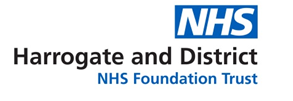 NHS
Harrogate and District
NHS Foundation Trust